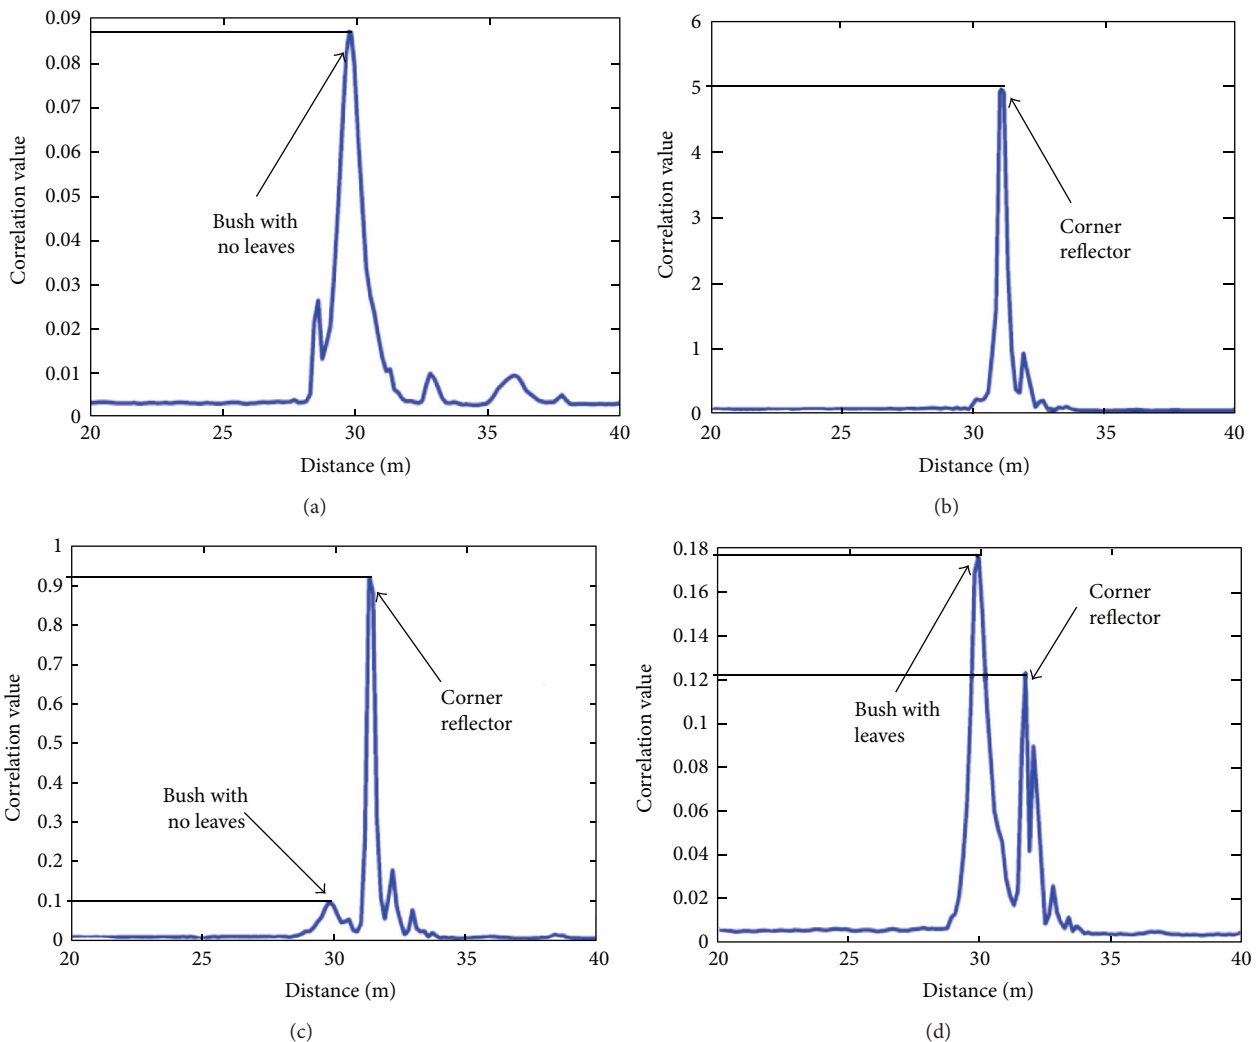 0.09
0.08
0.07
0.06
0.05
0.04
0.03
0.02
0.01
0
Correlation value
Bush with
no leaves
20 25 30 35 40
Distance (m)
(a)
6
5
4
3
2
1
0
Correlation value
Corner
reflector
20 25 30 35 40
Distance (m)
(b)
1
0.9
0.8
0.7
0.6
0.5
0.4
0.3
0.2
0.1
0
Correlation value
Corner
reflector
Bush with
no leaves
20 25 30 35 40
Distance (m)
(c)
0.18
0.16
0.14
0.12
0.1
0.08
0.06
0.04
0.02
0
Correlation value
Corner
reflector
Bush with
leaves
20 25 30 35 40
Distance (m)
(d)